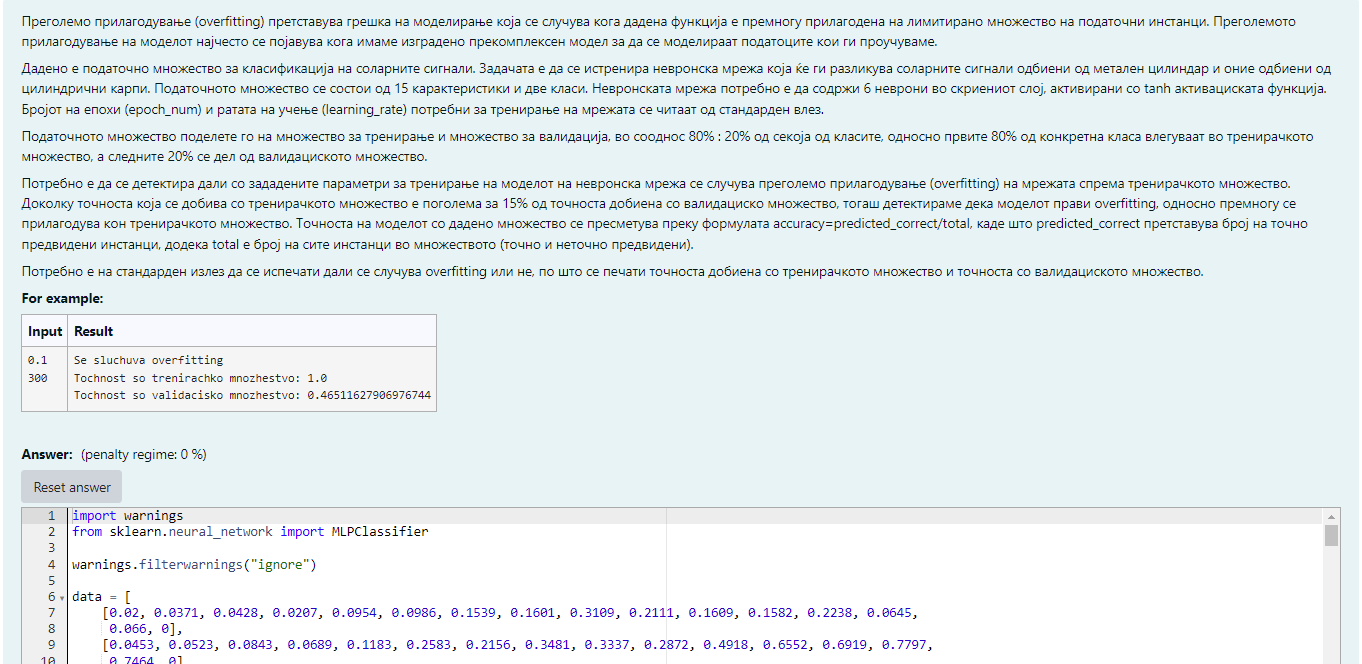 Преголемо прилагодување (overfitting) претставува грешка на моделирање која се случува кога дадена функција е премногу прилагодена на лимитирано множество на податочни инстанци. Преголемото
прилагодување на моделот најчесто се појавува кога имаме изградено прекомплексен модел за да се моделираат податоците кои ги проучуваме.
Дадено е податочно множество за класификација на соларните сигнали. Задачата е да се истренира невронска мрежа која ќе ги разликува соларните сигнали одбиени од метален цилиндар и оние одбиени од
цилиндрични карпи. Податочното множество се состои од 15 карактеристики и две класи. Невронската мрежа потребно е да содржи 6 неврони во скриениот слој, активирани со tanh активациската функција.
Бројот на епохи (epoch_num) и ратата на учење (learning_rate) потребни за тренирање на мрежата се читаат од стандарден влез.
Податочното множество поделете го на множество за тренирање и множество за валидација, во сооднос 80% : 20% од секоја од класите, односно првите 80% од конкретна класа влегуваат во тренирачкото
множество, а следните 20% се дел од валидациското множество.
Потребно е да се детектира дали со зададените параметри за тренирање на моделот на невронска мрежа се случува преголемо прилагодување (overfitting) на мрежата спрема тренирачкото множество.
Доколку точноста која се добива со тренирачкото множество е поголема за 15% од точноста добиена со валидациско множество, тогаш детектираме дека моделот прави overfitting, односно премногу се
прилагодува кон тренирачкото множество. Точноста на моделот со дадено множество се пресметува преку формулата accuracy=predicted_correct/total, каде што predicted_correct претставува број на точно
предвидени инстанци, додека total е број на сите инстанци во множеството (точно и неточно предвидени).
Потребно е на стандарден излез да се испечати дали се случува overfitting или не, по што се печати точноста добиена со тренирачкото множество и точноста со валидациското множество.
For example:
Input Result
0.1 Se sluchuva overfitting
300 Tochnost so trenirachko mnozhestvo: 1.0
Tochnost so validacisko mnozhestvo: 0.46511627906976744
Answer: (penalty regime: 0 %)
Reset answer
1 import warnings
2 from sklearn.neural_network import MLPClassifier
3
4 warnings.filterwarnings("ignore")
5
6 data = [
7 [0.02, 0.0371, 0.0428, 0.0207, 0.0954, 0.0986, 0.1539, 0.1601, 0.3109, 0.2111, 0.1609, 0.1582, 0.2238, 0.0645,
8 0.066, 0],
9 [0.0453, 0.0523, 0.0843, 0.0689, 0.1183, 0.2583, 0.2156, 0.3481, 0.3337, 0.2872, 0.4918, 0.6552, 0.6919, 0.7797,
10 0.7464, 0]